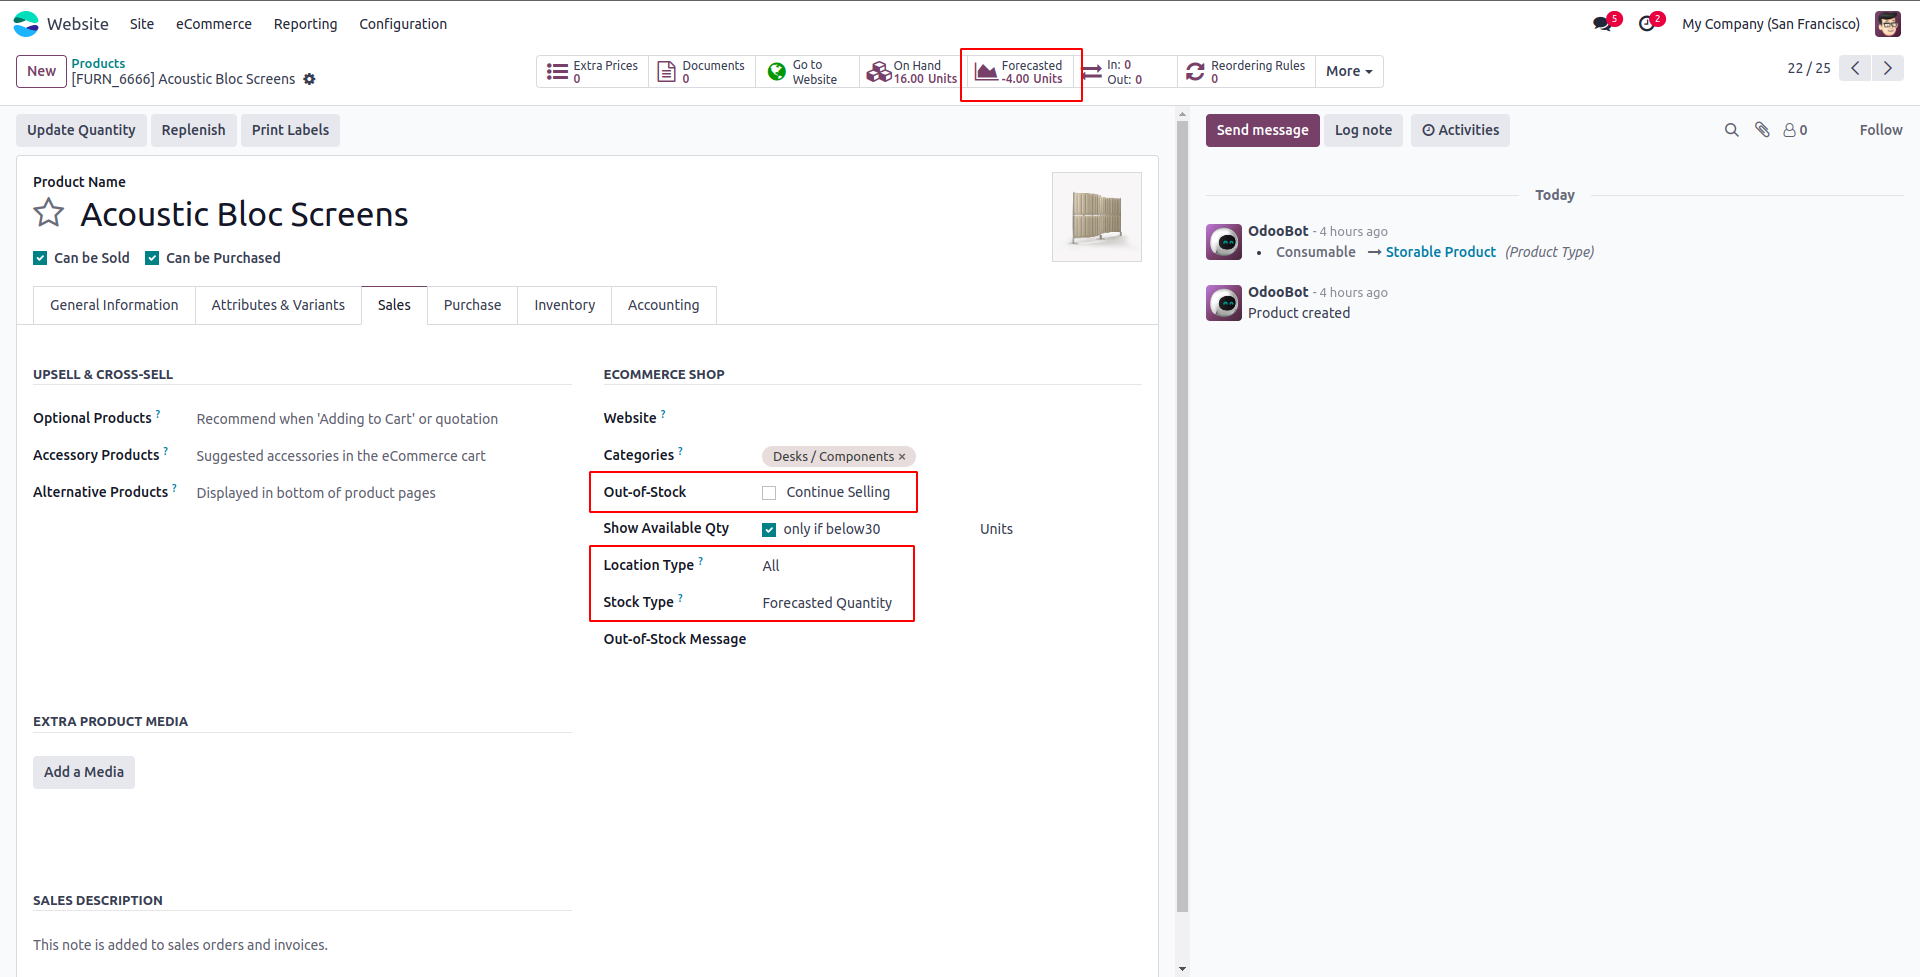 Website Site eCommerce Reporting Configuration 5 2 My Company (San Francisco)
New Products
[FURN_6666] Acoustic Bloc Screens
Extra Prices
0
Documents
0
Go to
Website
On Hand
16.00 Units
Forecasted
-4.00 Units
In: 0
Out: 0
Reordering Rules
0
More
22 / 25
Update Quantity Replenish Print Labels
Send message Log note Activities 0 Follow
Product Name
Acoustic Bloc Screens
Can be Sold Can be Purchased
General Information Attributes & Variants Sales Purchase Inventory Accounting
UPSELL & CROSS-SELL
Optional Products ? Recommend when 'Adding to Cart' or quotation
Accessory Products ? Suggested accessories in the eCommerce cart
Alternative Products ? Displayed in bottom of product pages
ECOMMERCE SHOP
Website ?
Categories ? Desks / Components ×
Out-of-Stock Continue Selling
Show Available Qty only if below30 Units
Location Type ? All
Stock Type ? Forecasted Quantity
Out-of-Stock Message
EXTRA PRODUCT MEDIA
Add a Media
SALES DESCRIPTION
This note is added to sales orders and invoices.
Today
OdooBot - 4 hours ago
• Consumable → Storable Product (Product Type)
OdooBot - 4 hours ago
Product created